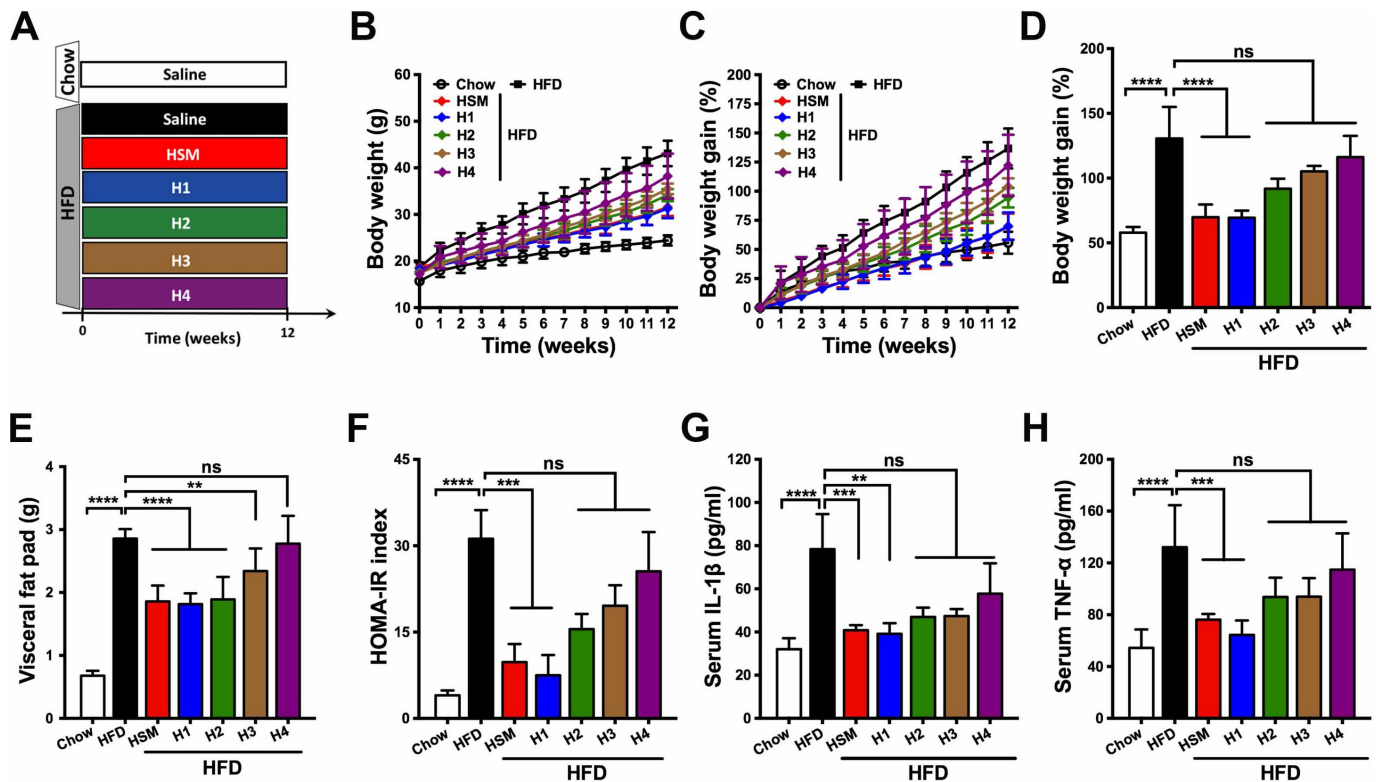 A
Chow
Saline
HFD
Saline
HSM
H1
H2
H3
H4
0
12
Time (weeks)
B
Body weight (g)
60
50
40
30
20
10
Chow
HFD
HSM
H1
H2
H3
H4
HFD
0 1 2 3 4 5 6 7 8 9 10 11 12
Time (weeks)
C
Body weight gain (%)
200
175
150
125
100
75
50
25
0
Chow
HFD
HSM
H1
H2
H3
H4
HFD
0 1 2 3 4 5 6 7 8 9 10 11 12
Time (weeks)
D
Body weight gain (%)
200
150
100
50
0
ns
**** ****
Chow HFD HSM H1 H2 H3 H4
HFD
E
Visceral fat pad (g)
4
3
2
1
0
ns
**
**** ****
Chow HFD HSM H1 H2 H3 H4
HFD
F
HOMA-IR index
45
30
15
0
ns
**** ***
Chow HFD HSM H1 H2 H3 H4
HFD
G
Serum IL-1β (pg/ml)
120
100
80
60
40
20
0
ns
**
**** ***
Chow HFD HSM H1 H2 H3 H4
HFD
H
Serum TNF-α (pg/ml)
200
160
120
80
40
0
ns
**** ***
Chow HFD HSM H1 H2 H3 H4
HFD